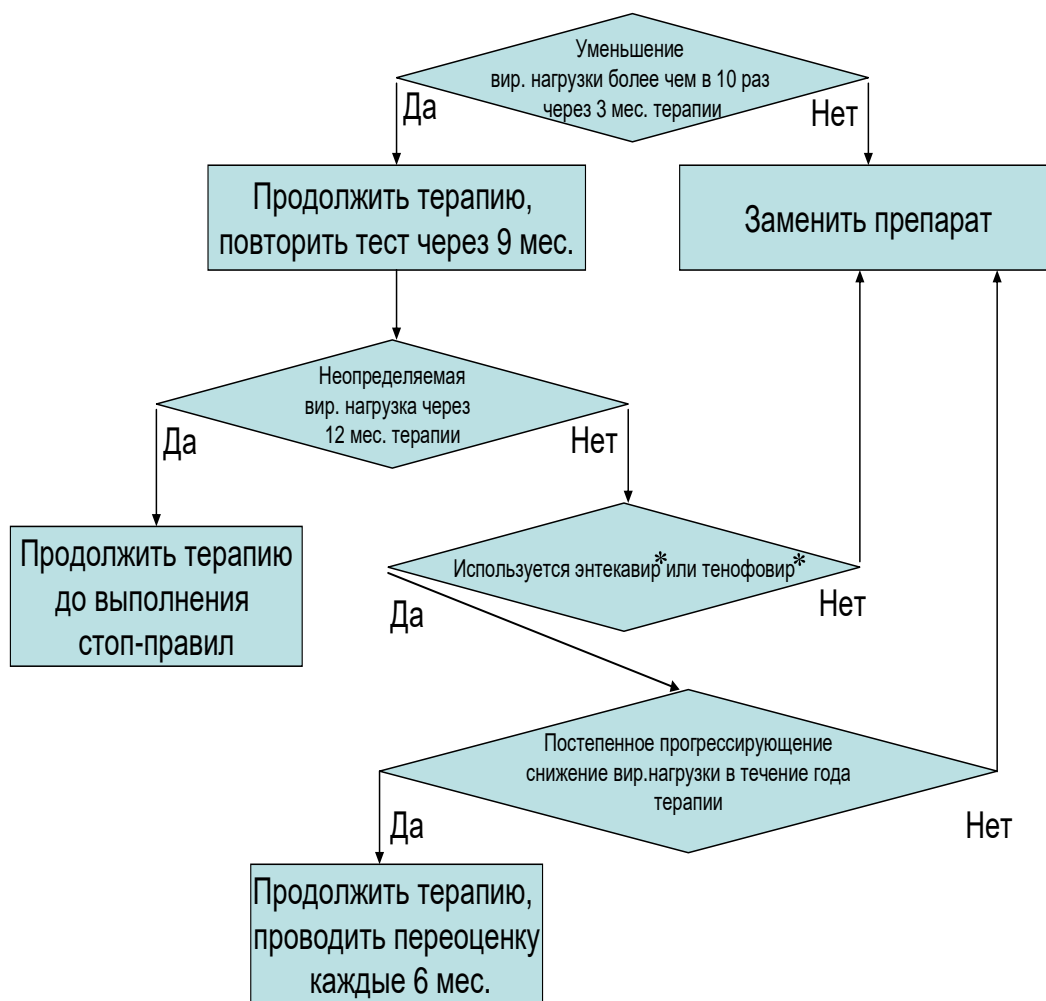 Уменьшение
вир. нагрузки более чем в 10 раз
через 3 мес. терапии
Да
Нет
Продолжить терапию,
повторить тест через 9 мес.
Заменить препарат
Неопределяемая
вир. нагрузка через
12 мес. терапии
Да
Нет
Продолжить терапию
до выполнения
стоп-правил
Используется энтекавир* или тенофовир*
Да
Нет
Постепенное прогрессирующение
снижение вир.нагрузки в течение года
терапии
Да
Нет
Продолжить терапию,
проводить переоценку
каждые 6 мес.